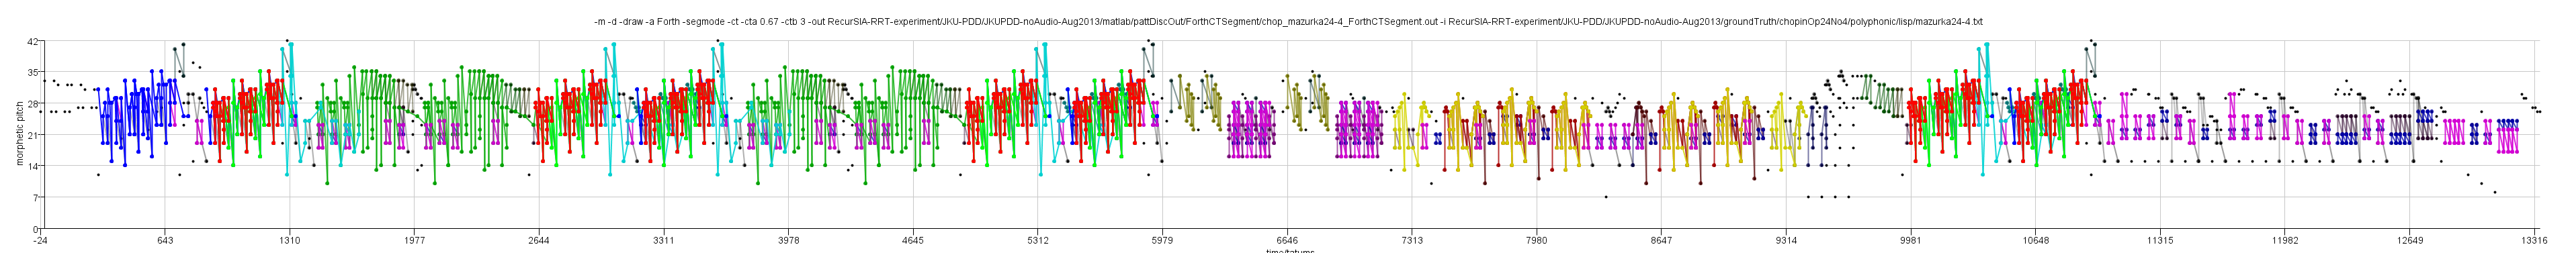 -m -d -draw -a Forth -segmode -ct -cta 0.67 -ctb 3 -out RecurSIA-RRT-experiment/JKU-PDD/JKUPDD-noAudio-Aug2013/matlab/pattDiscOut/ForthCTSegment/chop_mazurka24-4_ForthCTSegment.out -i RecurSIA-RRT-experiment/JKU-PDD/JKUPDD-noAudio-Aug2013/groundTruth/chopinOp24No4/polyphonic/lisp/mazurka24-4.txt
morphetic pitch
42
35
28
21
14
7
0
-24 643 1310 1977 2644 3311 3978 4645 5312 5979 6646 7313 7980 8647 9314 9981 10648 11315 11982 12649 13316
time/tatums